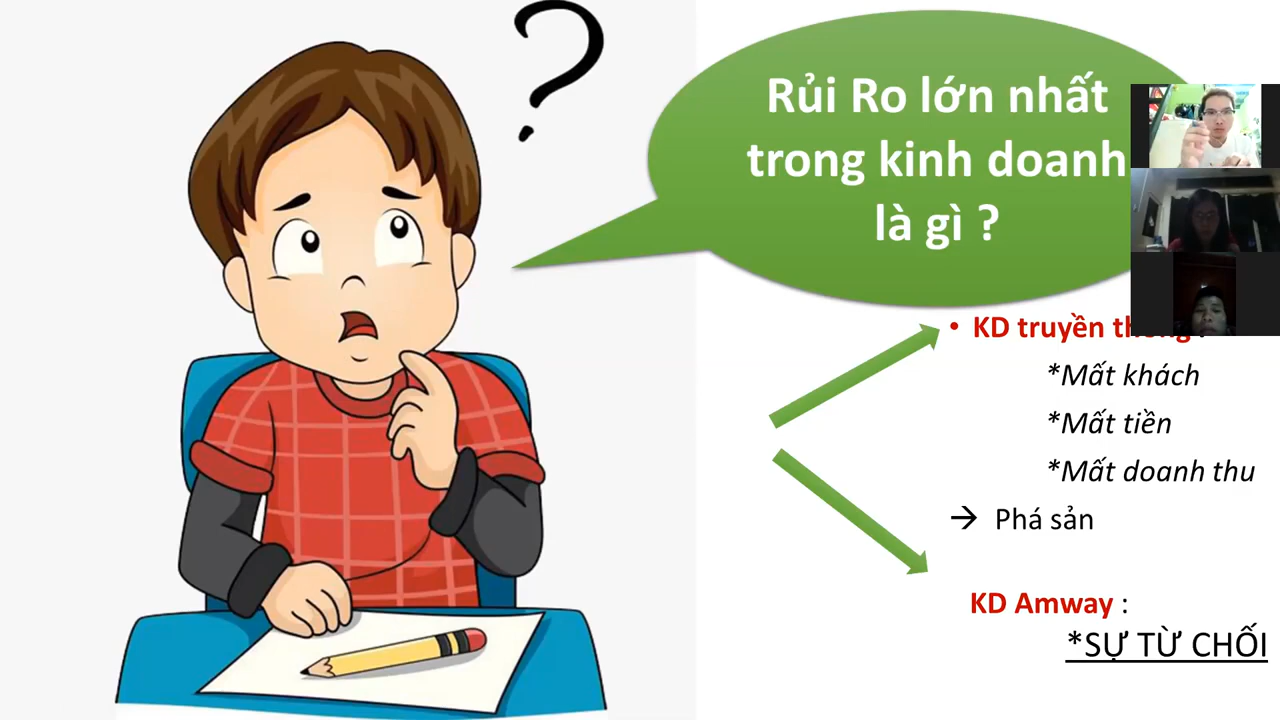 ?
Rủi Ro lớn nhất
trong kinh doanh
là gì ?
• KD truyền thống :
*Mất khách
*Mất tiền
*Mất doanh thu
→ Phá sản
KD Amway :
*SỰ TỪ CHỐI